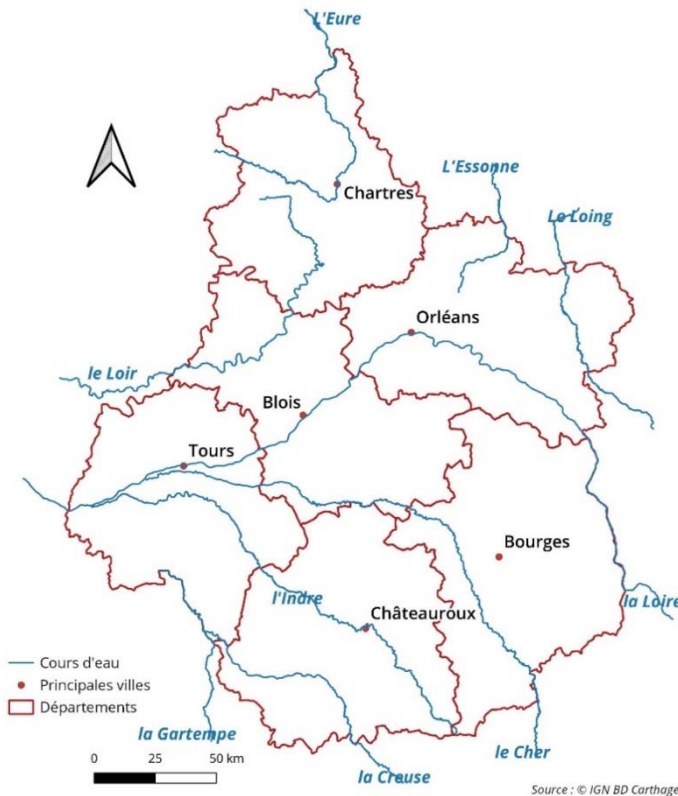 L'Eure
L'Essonne
Chartres
Le Loing
Orléans
le Loir
Blois
Tours
Bourges
l'Indre
la Loire
Châteauroux
Cours d'eau
Principales villes
Départements
la Gartempe
le Cher
0 25 50 km
la Creuse
Source : © IGN BD Carthage